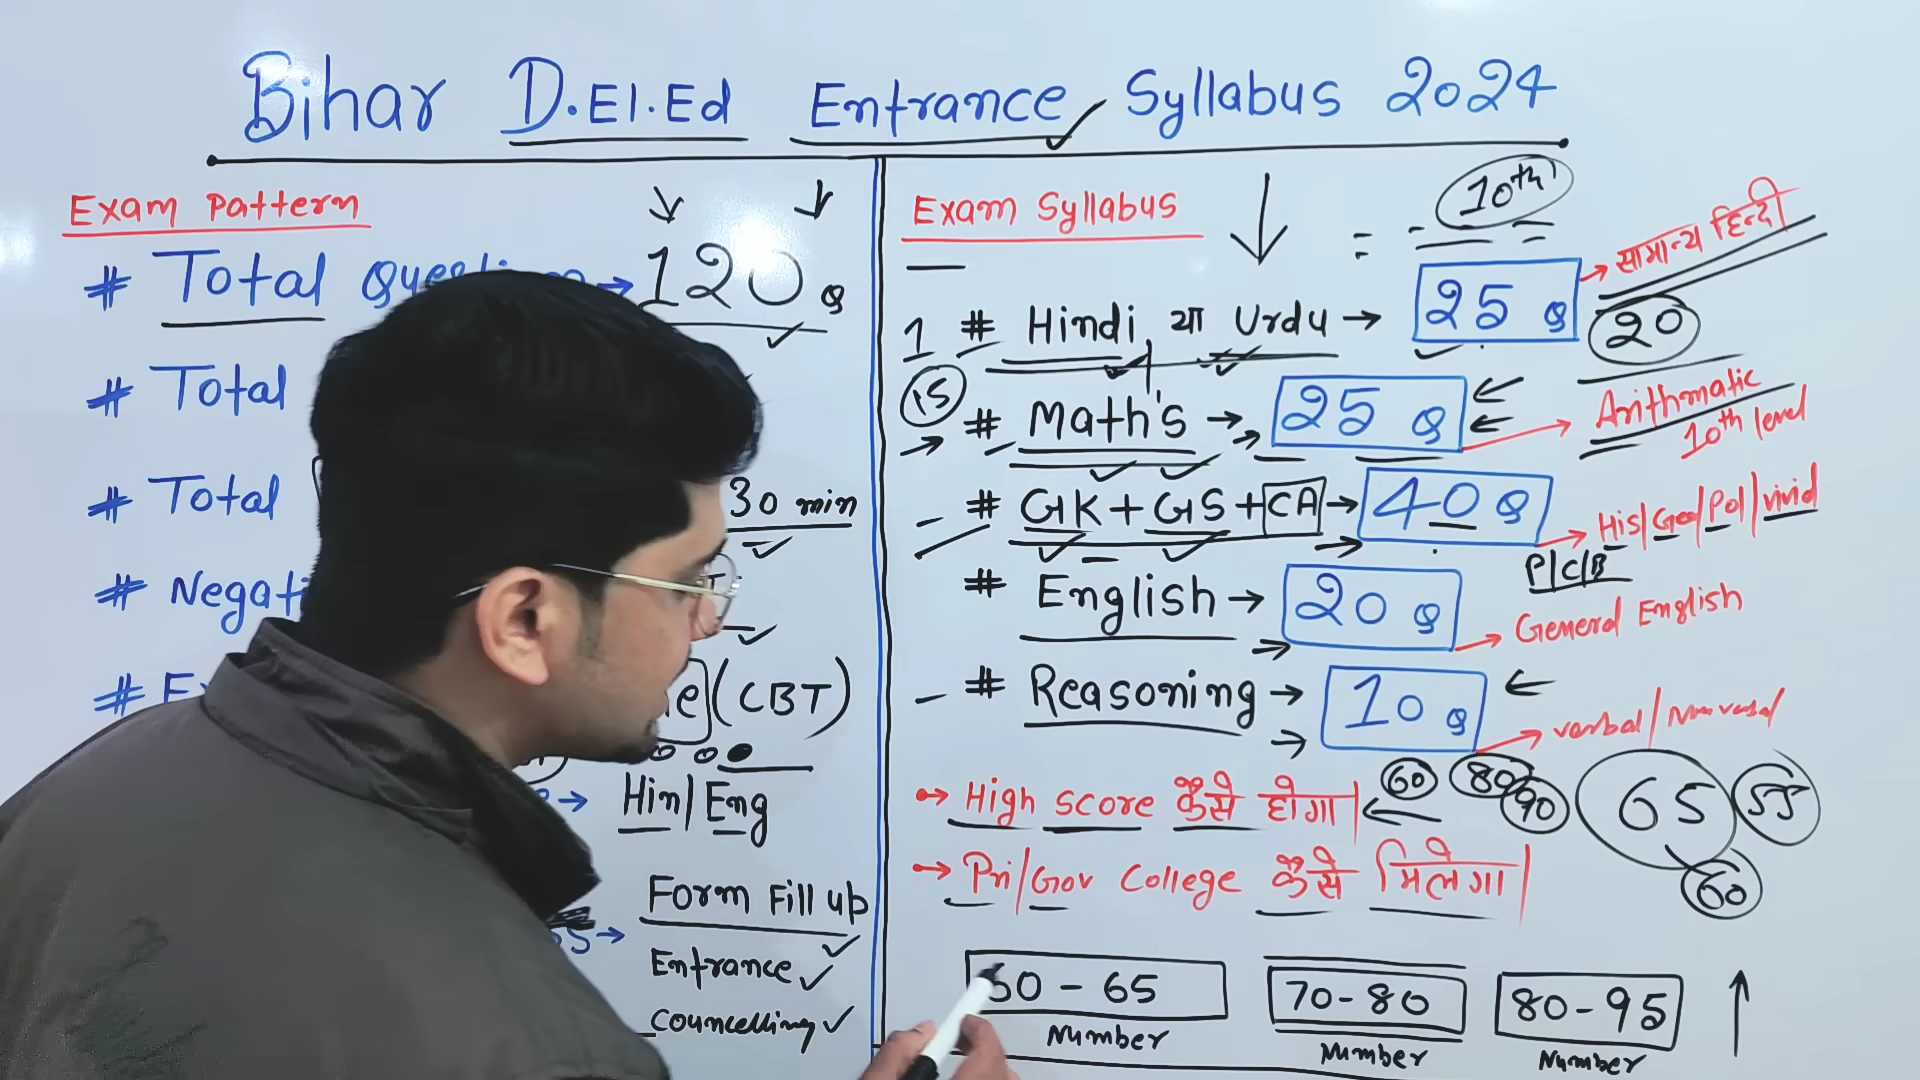 Bihar D.El.Ed Entrance Syllabus 2024
Exam Pattern
# Total Question → 120 Q
# Total
# Total 30 min
# Negati
# E
(CBT)
→ Hin/Eng
→ Form Fill up
Entrance
Councelling
Exam Syllabus
= 10th
1 # Hindi या Urdu → 25 Q → सामान्य हिन्दी
20
15
# Math's → 25 Q → Arithmatic
10th level
# GK + GS + CA → 40 Q → His/Geo/Pol/vivid
P/C/B
# English → 20 Q → General English
# Reasoning → 10 Q → verbal/
→ High score कैसे होगा|
60 80 90 65 55
60
→ Pri/Gov College कैसे मिलेगा|
0 - 65
Number
70-80
Number
80-95
Number